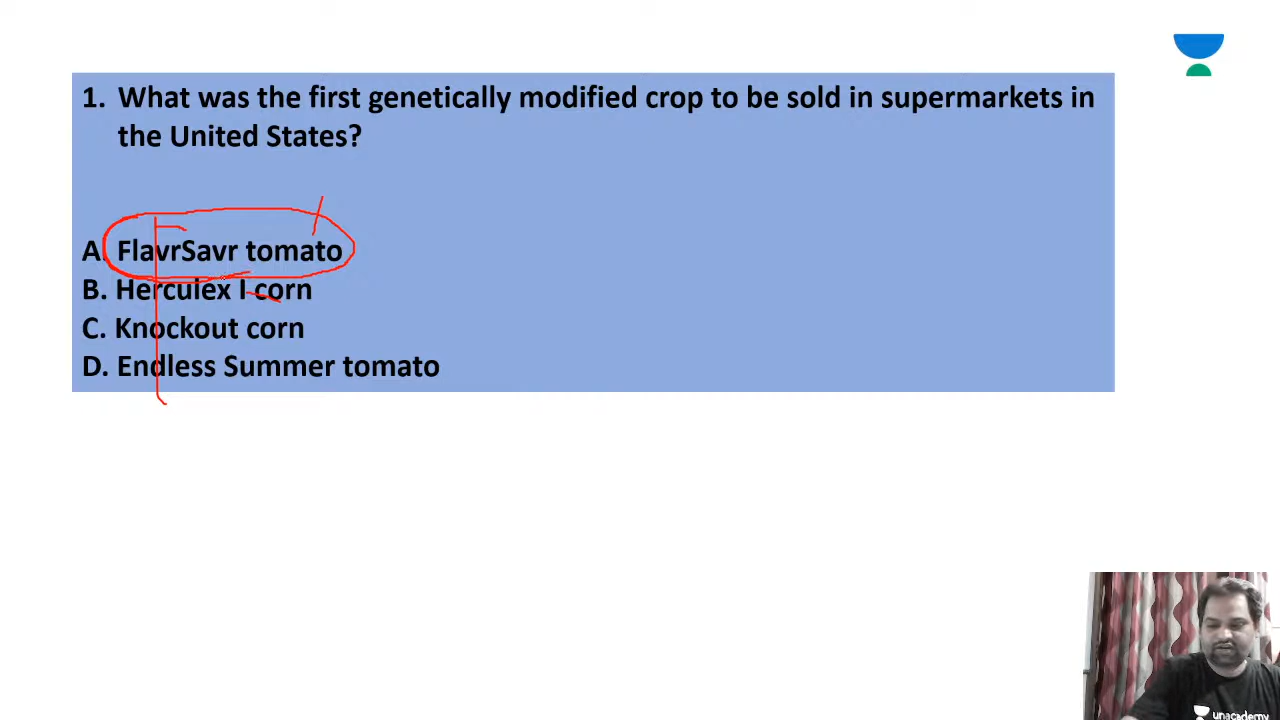 1. What was the first genetically modified crop to be sold in supermarkets in
the United States?
A. FlavrSavr tomato
B. Herculex I corn
C. Knockout corn
D. Endless Summer tomato
unacademy